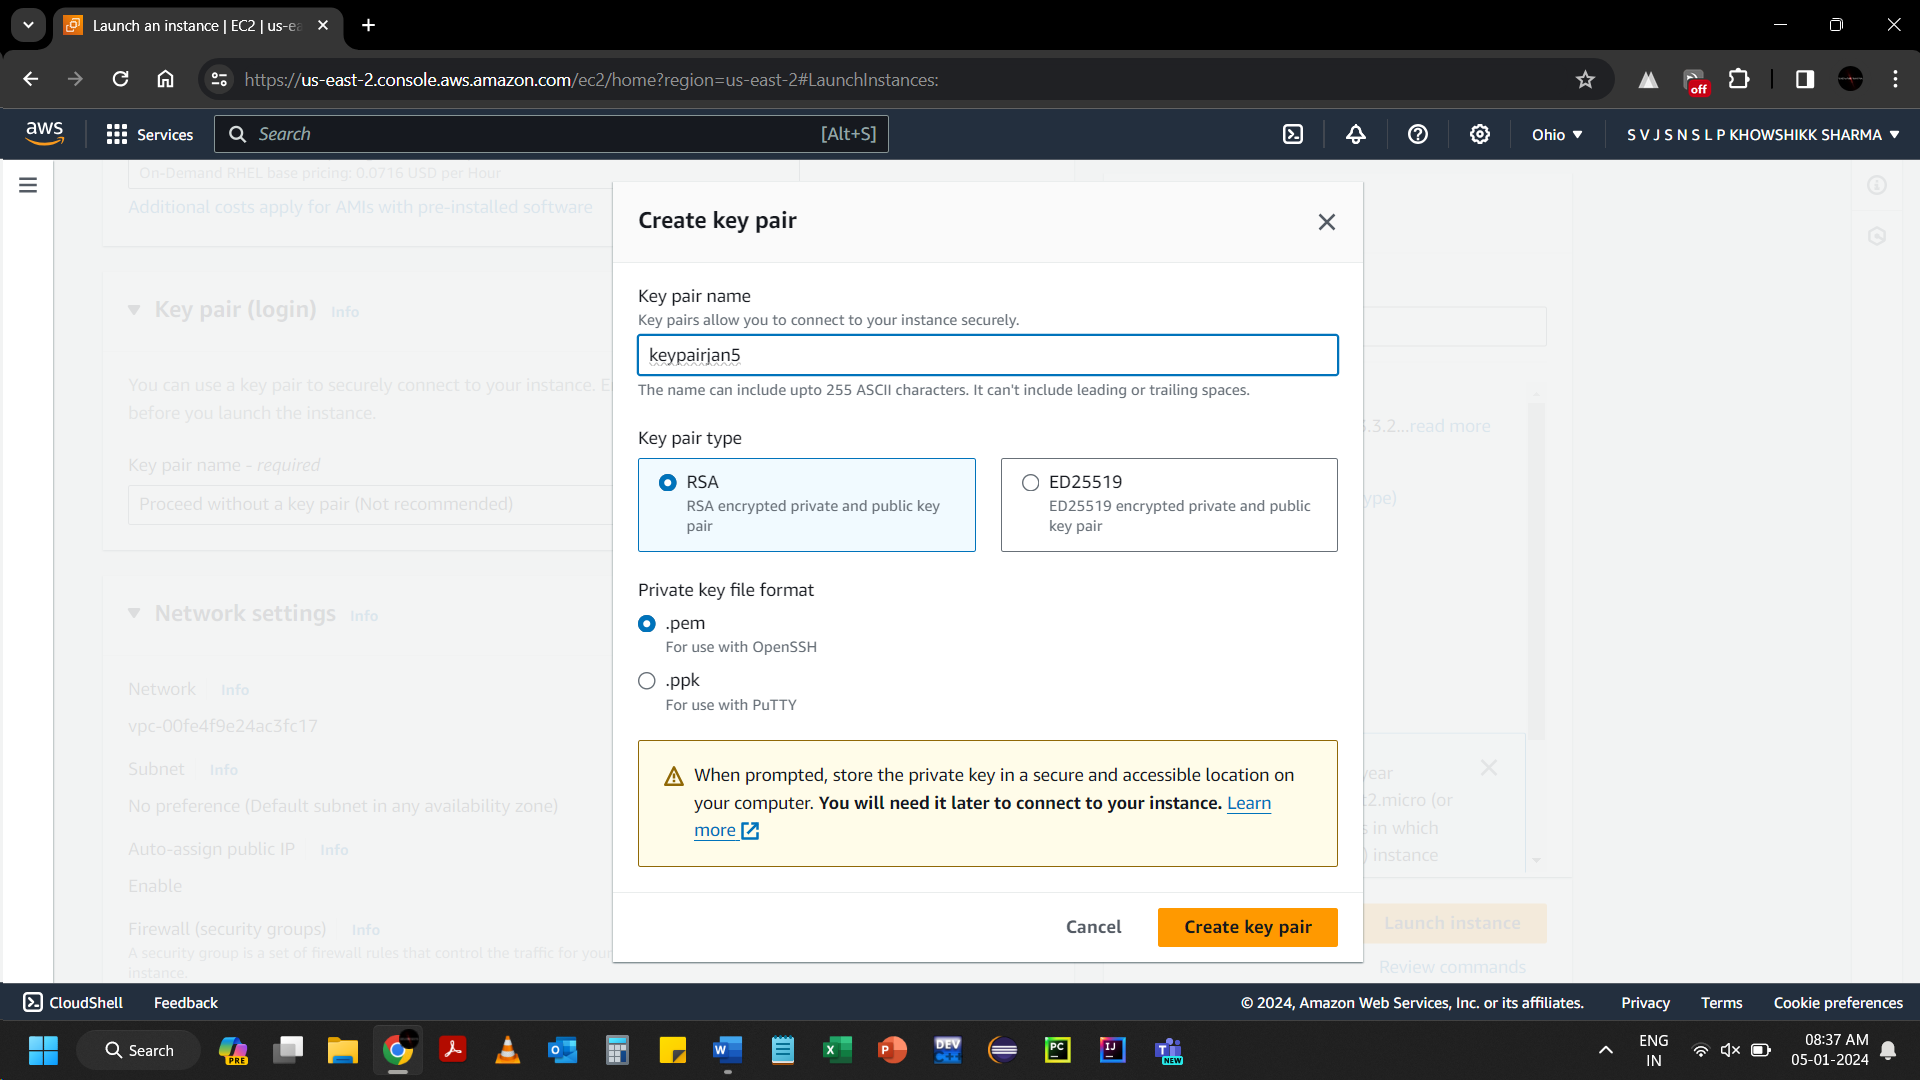 Launch an instance | EC2 | us-ea
https://us-east-2.console.aws.amazon.com/ec2/home?region=us-east-2#LaunchInstances:
off
aws
Services
Search
[Alt+S]
Ohio
S V J S N S L P KHOWSHIKK SHARMA
On-Demand RHEL base pricing: 0.0716 USD per Hour
Additional costs apply for AMIs with pre-installed software
Key pair (login) Info
You can use a key pair to securely connect to your instance.
before you launch the instance.
Key pair name - required
Proceed without a key pair (Not recommended)
Network settings Info
Network Info
vpc-00fe4f9e24ac3fc17
Subnet Info
No preference (Default subnet in any availability zone)
Auto-assign public IP Info
Enable
Firewall (security groups) Info
A security group is a set of firewall rules that control the traffic for your
instance.
Create key pair
Key pair name
Key pairs allow you to connect to your instance securely.
keypairjan5
The name can include upto 255 ASCII characters. It can't include leading or trailing spaces.
Key pair type
RSA
RSA encrypted private and public key
pair
ED25519
ED25519 encrypted private and public
key pair
Private key file format
.pem
For use with OpenSSH
.ppk
For use with PuTTY
When prompted, store the private key in a secure and accessible location on
your computer. You will need it later to connect to your instance. Learn
more
Cancel
Create key pair
.3.2...read more
ype)
year
t2.micro (or
s in which
) instance
Launch instance
Review commands
CloudShell
Feedback
© 2024, Amazon Web Services, Inc. or its affiliates.
Privacy
Terms
Cookie preferences
Search
PRE
DEV
PC
IJ
NEW
ENG
IN
08:37 AM
05-01-2024